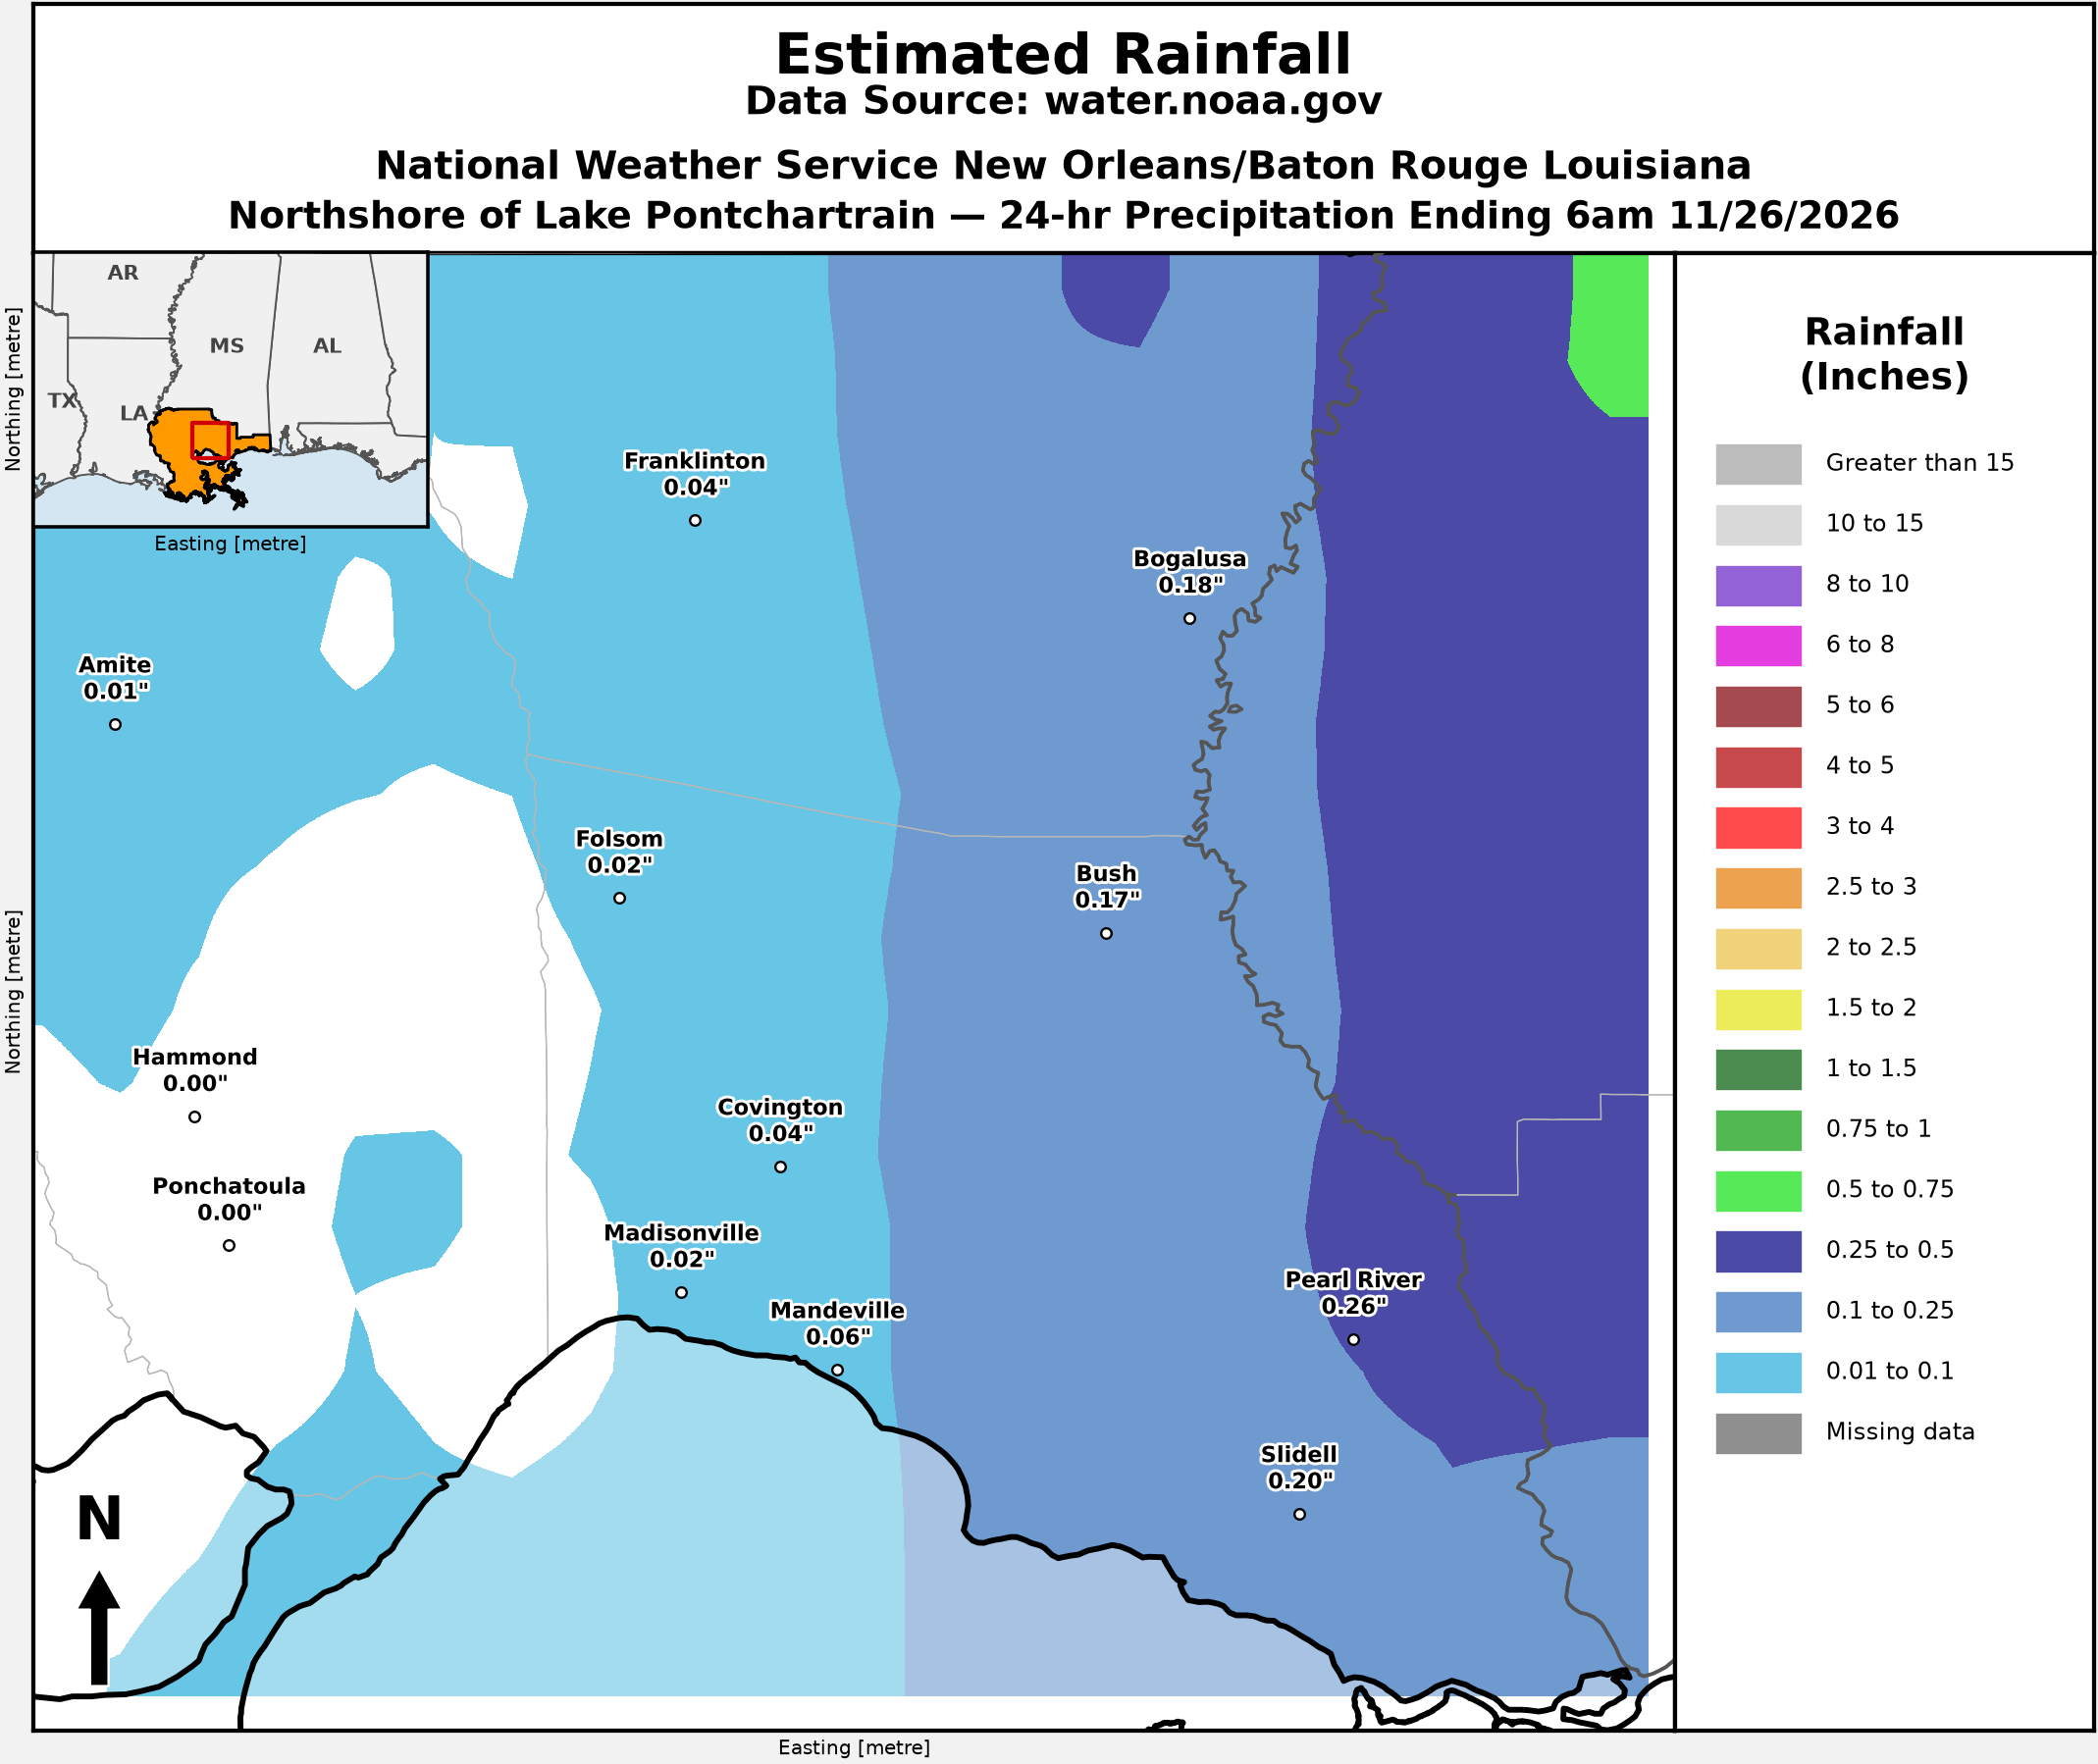 Estimated Rainfall
Data Source: water.noaa.gov
National Weather Service New Orleans/Baton Rouge Louisiana
Northshore of Lake Pontchartrain — 24-hr Precipitation Ending 6am 11/26/2026
Northing [metre]
AR
MS
AL
TX
LA
Easting [metre]
Franklinton
0.04"
Bogalusa
0.18"
Amite
0.01"
Folsom
0.02"
Bush
0.17"
Northing [metre]
Hammond
0.00"
Covington
0.04"
Ponchatoula
0.00"
Madisonville
0.02"
Mandeville
0.06"
Pearl River
0.26"
Slidell
0.20"
N
Easting [metre]
Rainfall
(Inches)
Greater than 15
10 to 15
8 to 10
6 to 8
5 to 6
4 to 5
3 to 4
2.5 to 3
2 to 2.5
1.5 to 2
1 to 1.5
0.75 to 1
0.5 to 0.75
0.25 to 0.5
0.1 to 0.25
0.01 to 0.1
Missing data